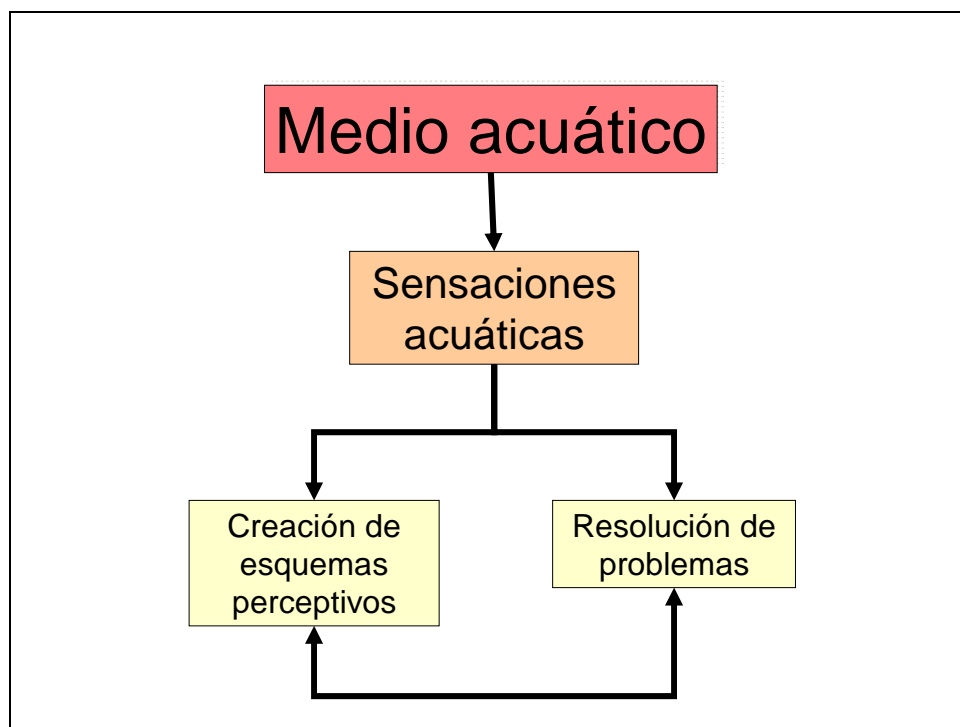 Medio acuático
Sensaciones
acuáticas
Creación de
esquemas
perceptivos
Resolución de
problemas